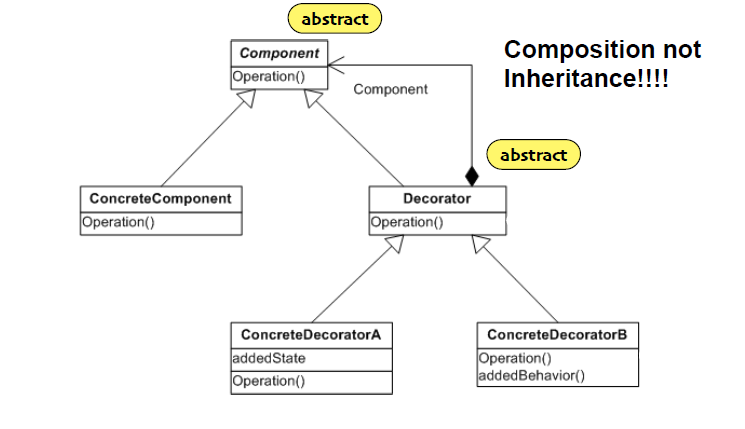 abstract
Component
Operation()
Composition not
Inheritance!!!!
Component
abstract
ConcreteComponent
Operation()
Decorator
Operation()
ConcreteDecoratorA
addedState
Operation()
ConcreteDecoratorB
Operation()
addedBehavior()